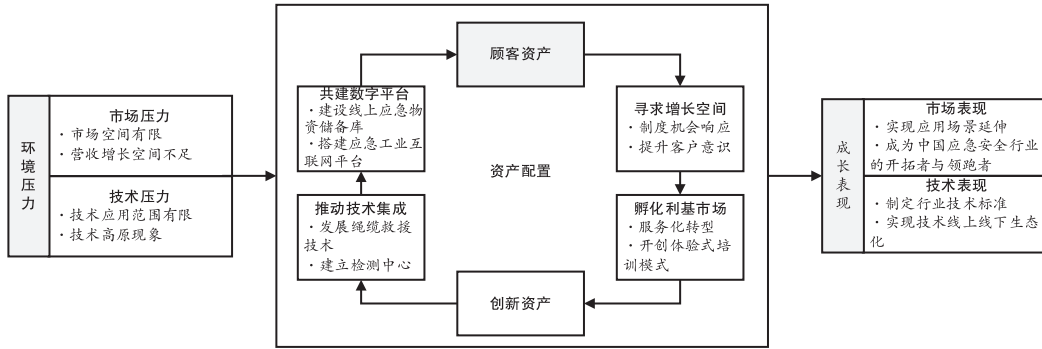 环境压力
市场压力
· 市场空间有限
· 营收增长空间不足
技术压力
· 技术应用范围有限
· 技术高原现象
顾客资产
共建数字平台
· 建设线上应急物
资储备库
· 搭建应急工业互
联网平台
推动技术集成
· 发展绳缆救援
技术
· 建立检测中心
资产配置
寻求增长空间
· 制度机会响应
· 提升客户意识
孵化利基市场
· 服务化转型
· 开创体验式培
训模式
创新资产
成长表现
市场表现
· 实现应用场景延伸
· 成为中国应急安全行业
的开拓者与领跑者
技术表现
· 制定行业技术标准
· 实现技术线上线下生态
化